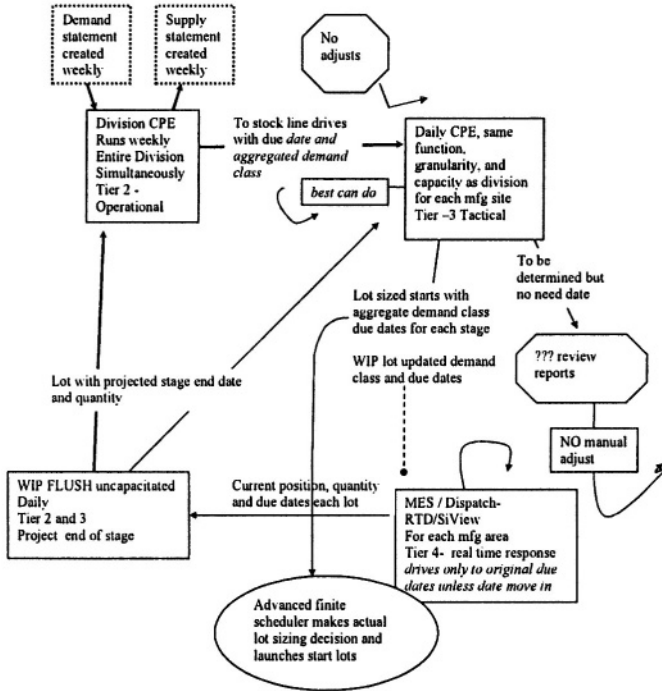 Demand
statement
created
weekly
Supply
statement
created
weekly
No
adjusts
Division CPE
Runs weekly
Entire Division
Simultaneously
Tier 2 -
Operational
To stock line drives
with due date and
aggregated demand
class
best can do
Daily CPE, same
function,
granularity, and
capacity as division
for each mfg site
Tier –3 Tactical
To be
determined but
no need date
Lot sized starts with
aggregate demand class
due dates for each stage
WIP lot updated demand
class and due dates
??? review
reports
NO manual
adjust
Lot with projected stage end date
and quantity
WIP FLUSH uncapacitated
Daily
Tier 2 and 3
Project end of stage
Current position, quantity
and due dates each lot
MES / Dispatch-
RTD/SiView
For each mfg area
Tier 4- real time response
drives only to original due
dates unless date move in
Advanced finite
scheduler makes actual
lot sizing decision and
launches start lots